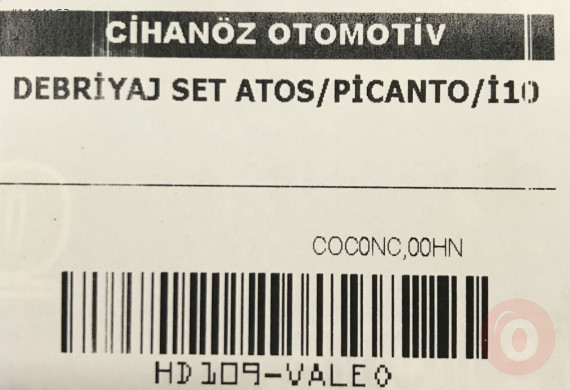 CİHANÖZ OTOMOTİV
DEBRİYAJ SET ATOS/PİCANTO/İ10
COC0NC,00HN
HD109-VALEO